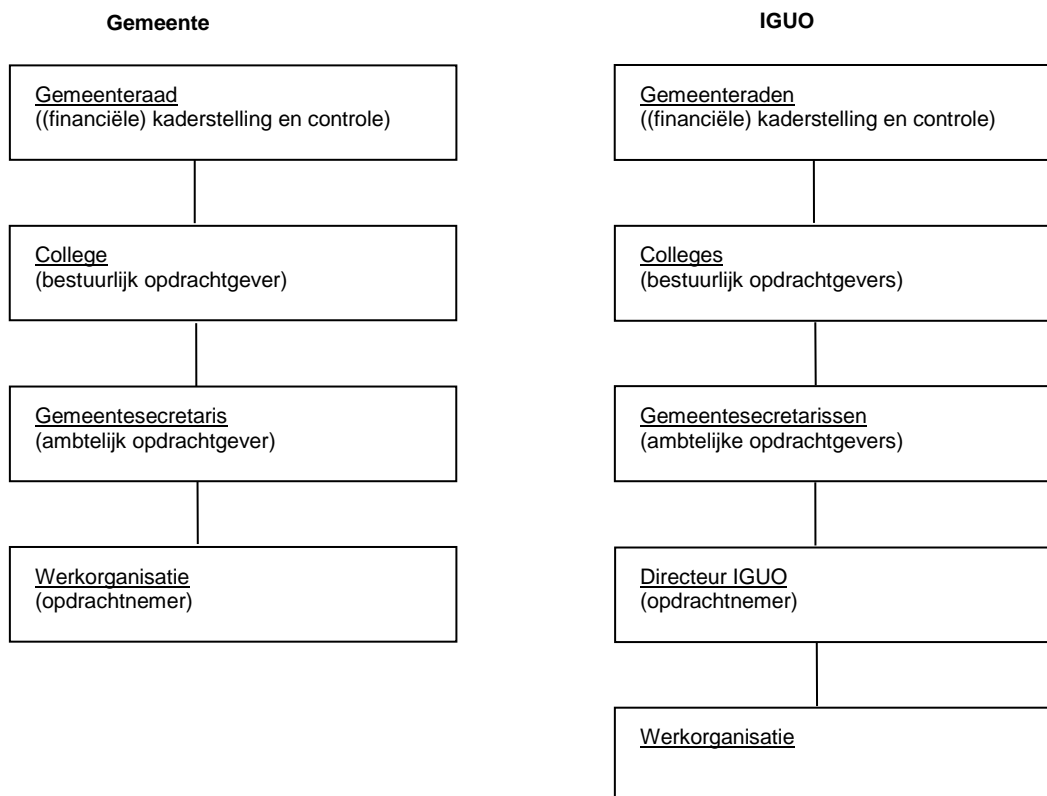 Gemeente
Gemeenteraad
((financiële) kaderstelling en controle)
College
(bestuurlijk opdrachtgever)
Gemeentesecretaris
(ambtelijk opdrachtgever)
Werkorganisatie
(opdrachtnemer)
IGUO
Gemeenteraden
((financiële) kaderstelling en controle)
Colleges
(bestuurlijk opdrachtgevers)
Gemeentesecretarissen
(ambtelijke opdrachtgevers)
Directeur IGUO
(opdrachtnemer)
Werkorganisatie